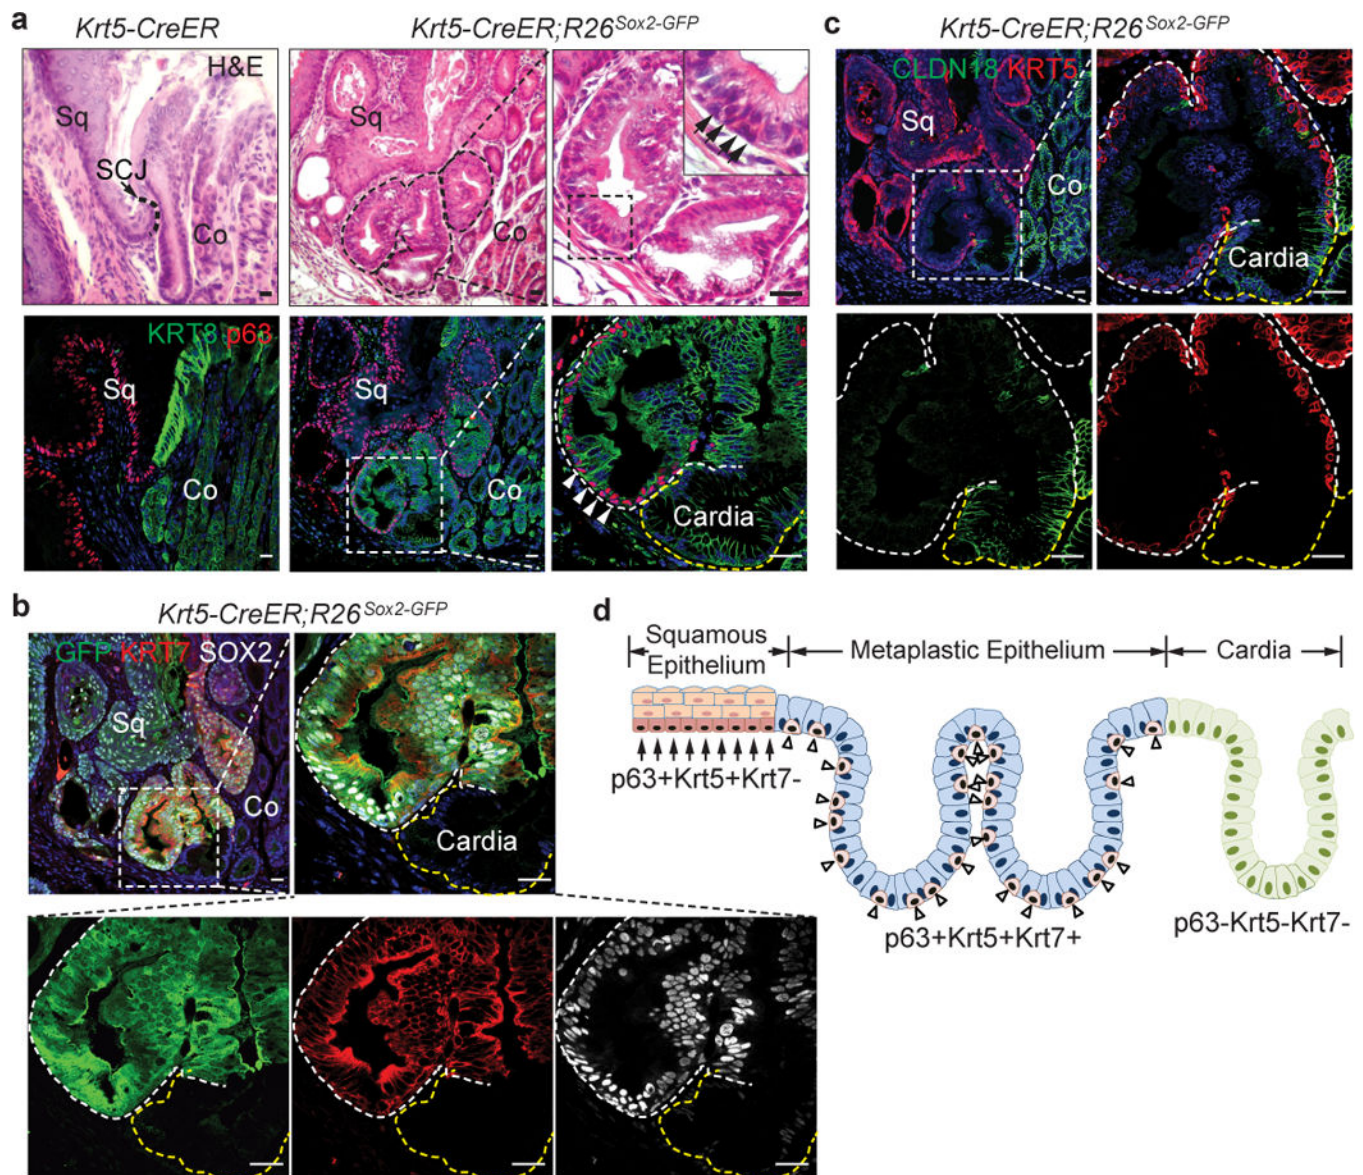 a
Krt5-CreER
Krt5-CreER;R26Sox2-GFP
H&E
Sq
SCJ
Co
Sq
Co
KRT8 p63
Sq
Co
Sq
Co
Cardia
b
Krt5-CreER;R26Sox2-GFP
GFP KRT7 SOX2
Sq
Co
Cardia
c
Krt5-CreER;R26Sox2-GFP
CLDN18 KRT5
Sq
Co
Cardia
d
Squamous
Epithelium
Metaplastic Epithelium
Cardia
p63+Krt5+Krt7-
p63+Krt5+Krt7+
p63-Krt5-Krt7-